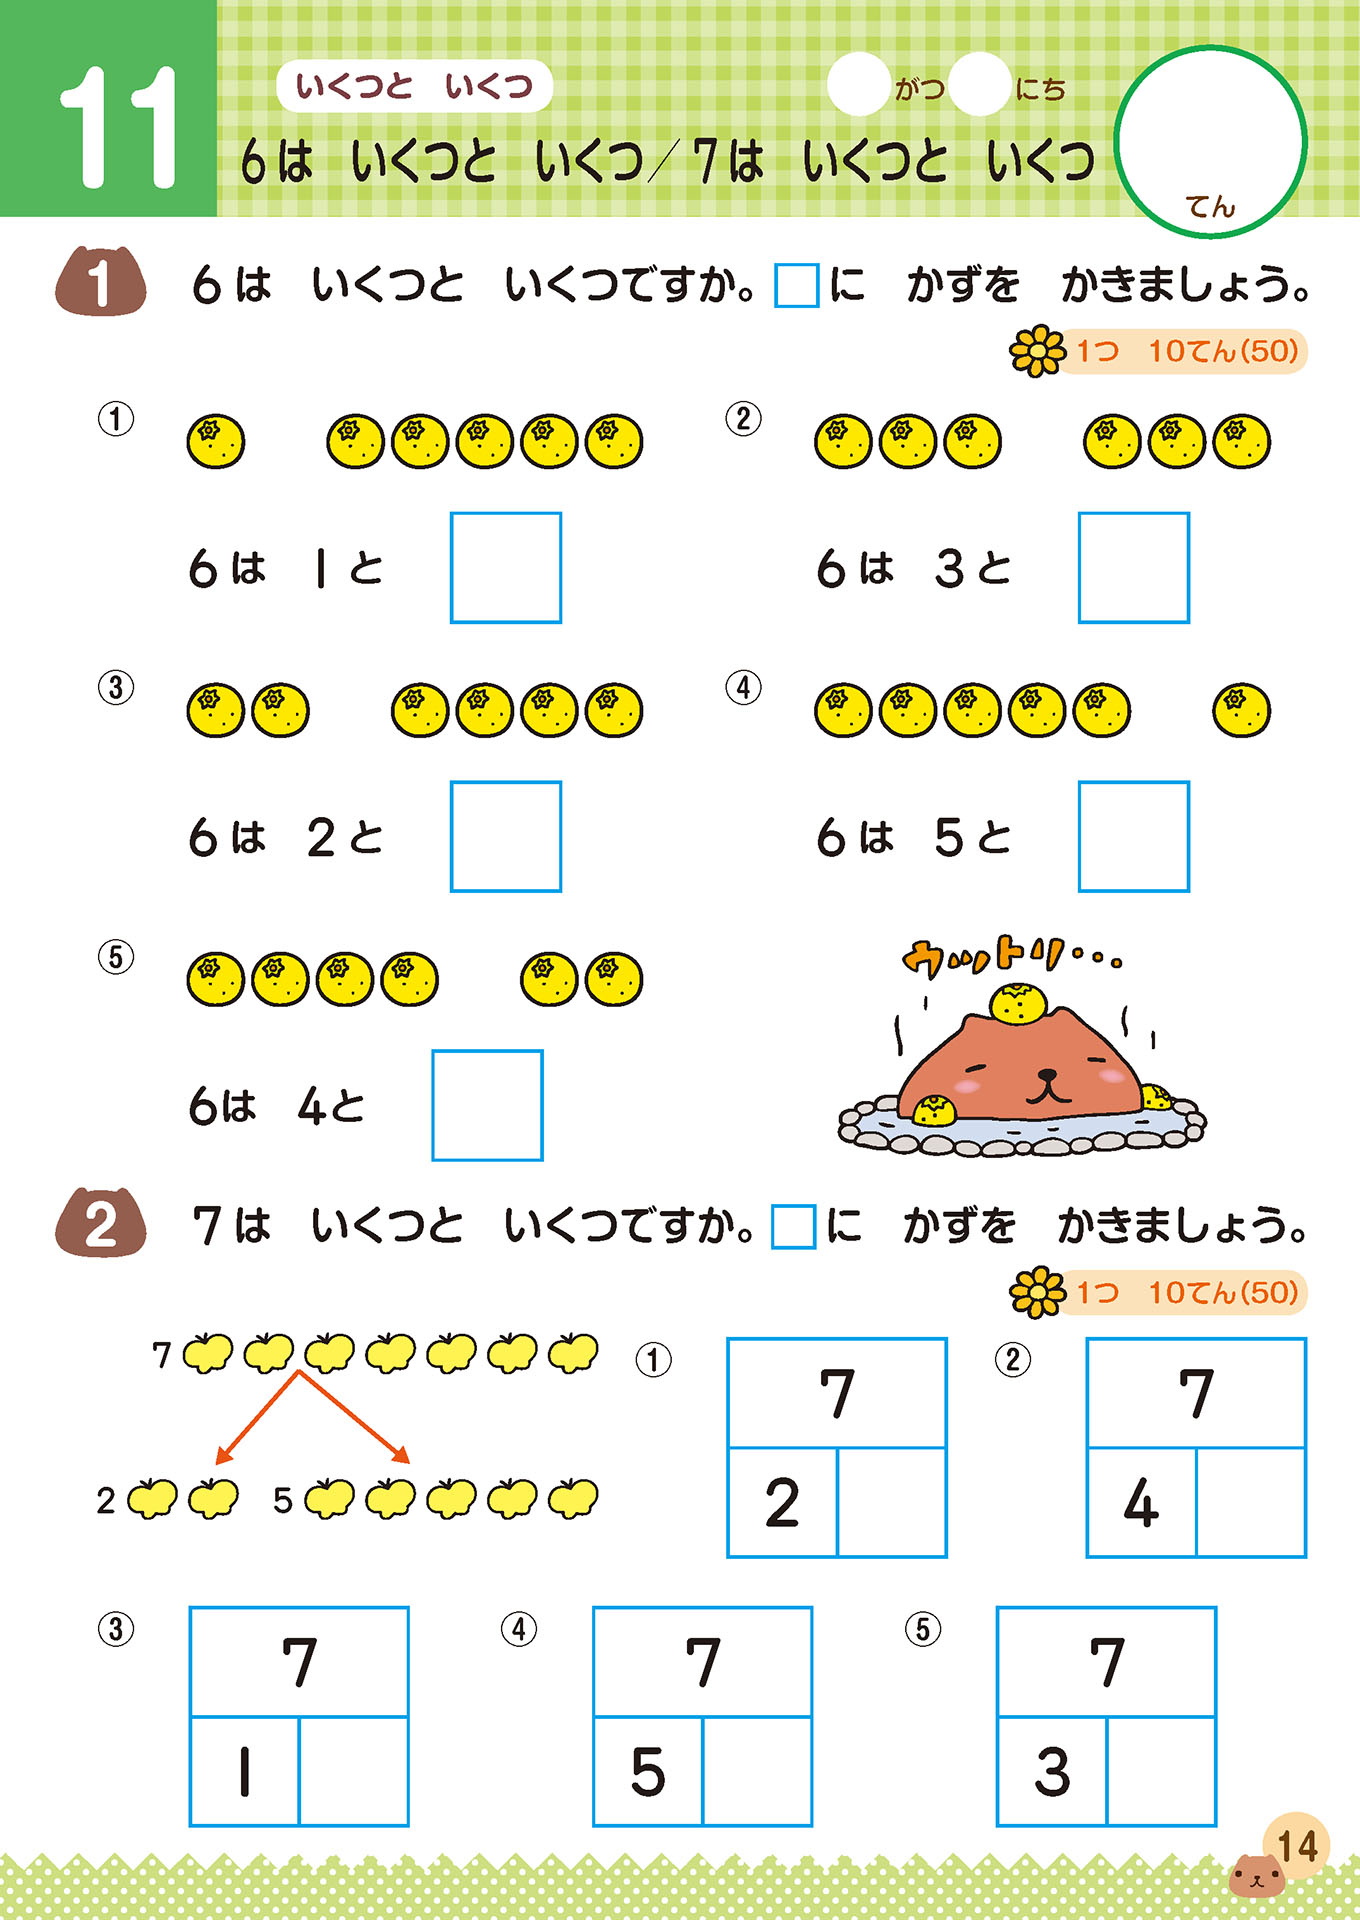 11
いくつと いくつ
がつ にち
6は いくつと いくつ/7は いくつと いくつ
てん
1 6は いくつと いくつですか。□に かずを かきましょう。
1つ 10てん(50)
①
6は 1と
②
6は 3と
③
6は 2と
④
6は 5と
⑤
6は 4と
ウットリ・・・
2 7は いくつと いくつですか。□に かずを かきましょう。
1つ 10てん(50)
7
2 5
①
7
2
②
7
4
③
7
1
④
7
5
⑤
7
3
14